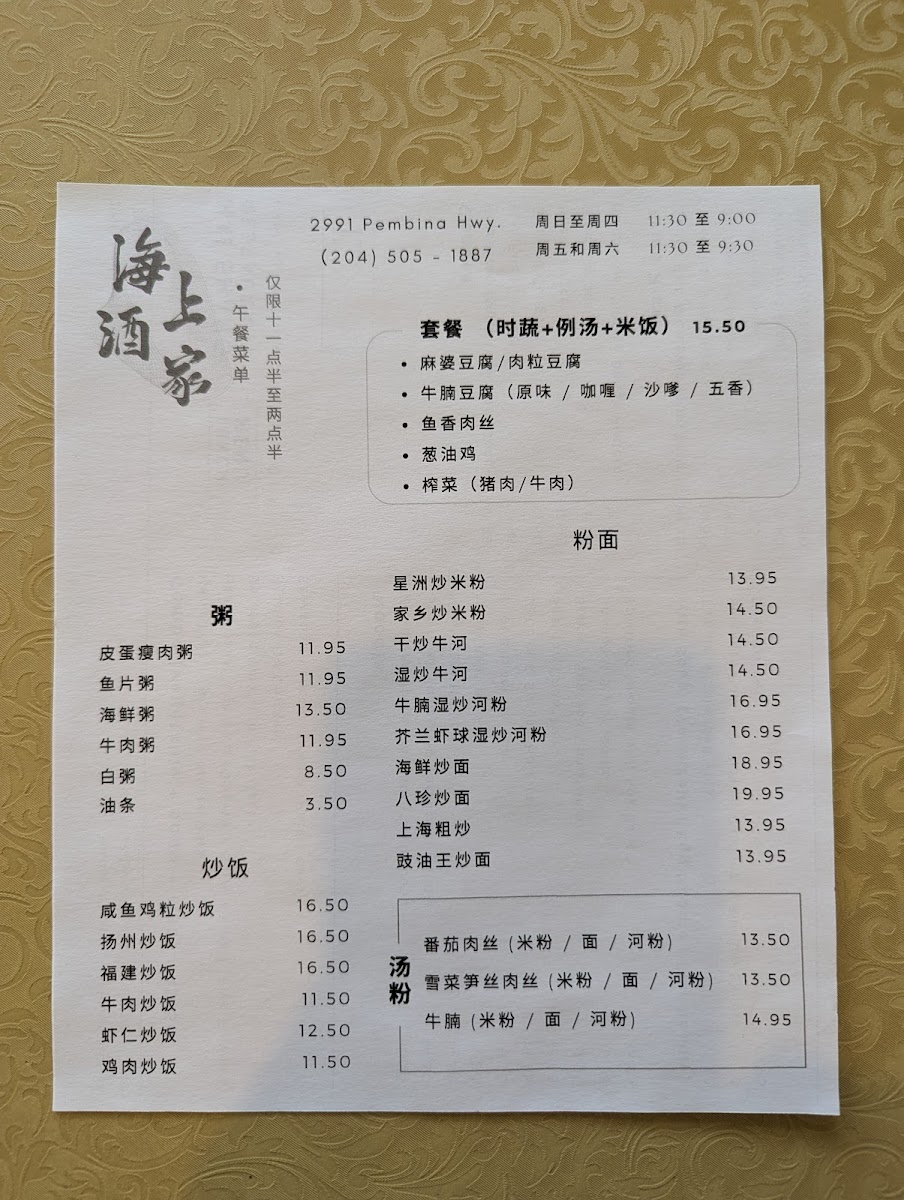 海上
酒家
• 午餐菜单
仅限十一点半至两点半
2991 Pembina Hwy.
(204) 505 - 1887
周日至周四 11:30 至 9:00
周五和周六 11:30 至 9:30
套餐 （时蔬+例汤+米饭） 15.50
• 麻婆豆腐/肉粒豆腐
• 牛腩豆腐（原味 / 咖喱 / 沙嗲 / 五香）
• 鱼香肉丝
• 葱油鸡
• 榨菜（猪肉/牛肉）
粥
皮蛋瘦肉粥 11.95
鱼片粥 11.95
海鲜粥 13.50
牛肉粥 11.95
白粥 8.50
油条 3.50
炒饭
咸鱼鸡粒炒饭 16.50
扬州炒饭 16.50
福建炒饭 16.50
牛肉炒饭 11.50
虾仁炒饭 12.50
鸡肉炒饭 11.50
粉面
星洲炒米粉 13.95
家乡炒米粉 14.50
干炒牛河 14.50
湿炒牛河 14.50
牛腩湿炒河粉 16.95
芥兰虾球湿炒河粉 16.95
海鲜炒面 18.95
八珍炒面 19.95
上海粗炒 13.95
豉油王炒面 13.95
汤粉
番茄肉丝 (米粉 / 面 / 河粉) 13.50
雪菜笋丝肉丝 (米粉 / 面 / 河粉) 13.50
牛腩 (米粉 / 面 / 河粉) 14.95